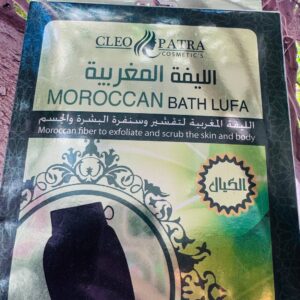 CLEO PATRA
COSMETIC'S
الليفة المغربية
MOROCCAN BATH LUFA
الليفة المغربية لتقشير وسنفرة البشرة والجسم
Moroccan fiber to exfoliate and scrub the skin and body
الكيال